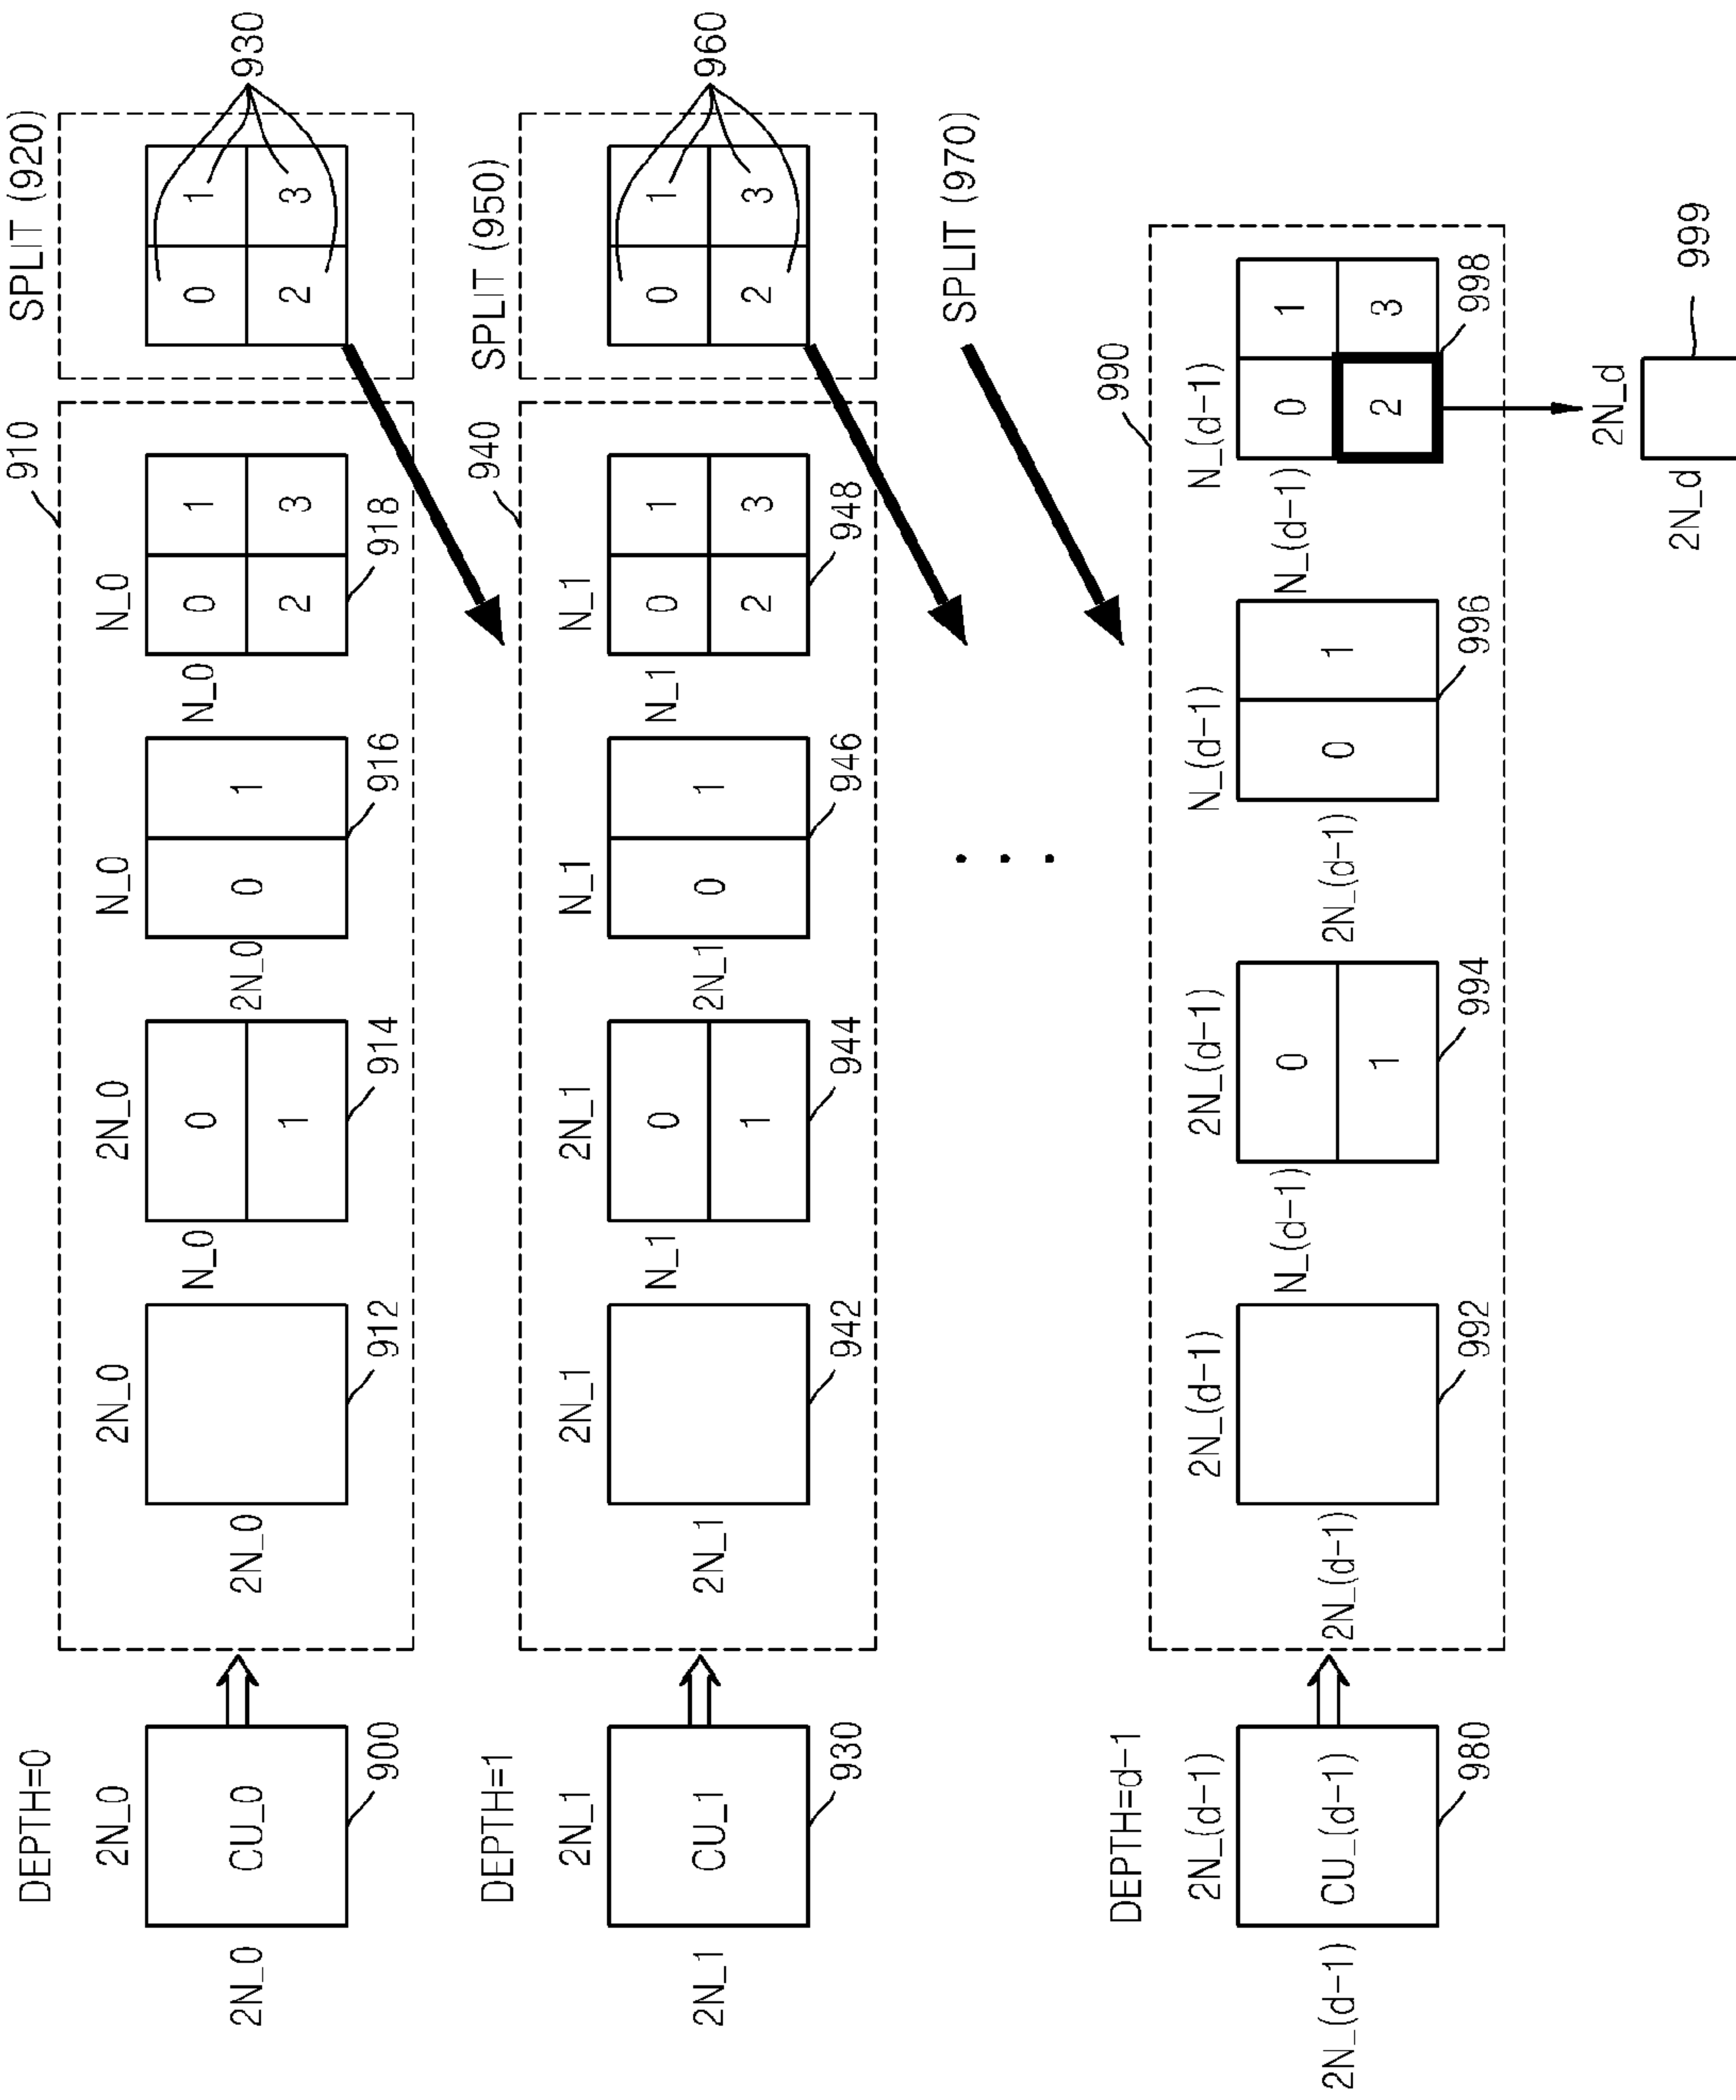 DEPTH=0
2N_0
2N_0
CU_0
900
910
2N_0
2N_0
912
2N_0
N_0
0
1
914
N_0
2N_0
0
1
916
N_0
N_0
0
1
2
3
918
SPLIT (920)
0
1
2
3
930
DEPTH=1
2N_1
2N_1
CU_1
930
940
2N_1
2N_1
942
2N_1
N_1
0
1
944
N_1
2N_1
0
1
946
N_1
N_1
0
1
2
3
948
SPLIT (950)
0
1
2
3
960
SPLIT (970)
DEPTH=d-1
2N_(d-1)
2N_(d-1)
CU_(d-1)
980
990
2N_(d-1)
2N_(d-1)
992
2N_(d-1)
N_(d-1)
0
1
994
N_(d-1)
2N_(d-1)
0
1
996
N_(d-1)
N_(d-1)
0
1
2
3
998
2N_d
2N_d
999